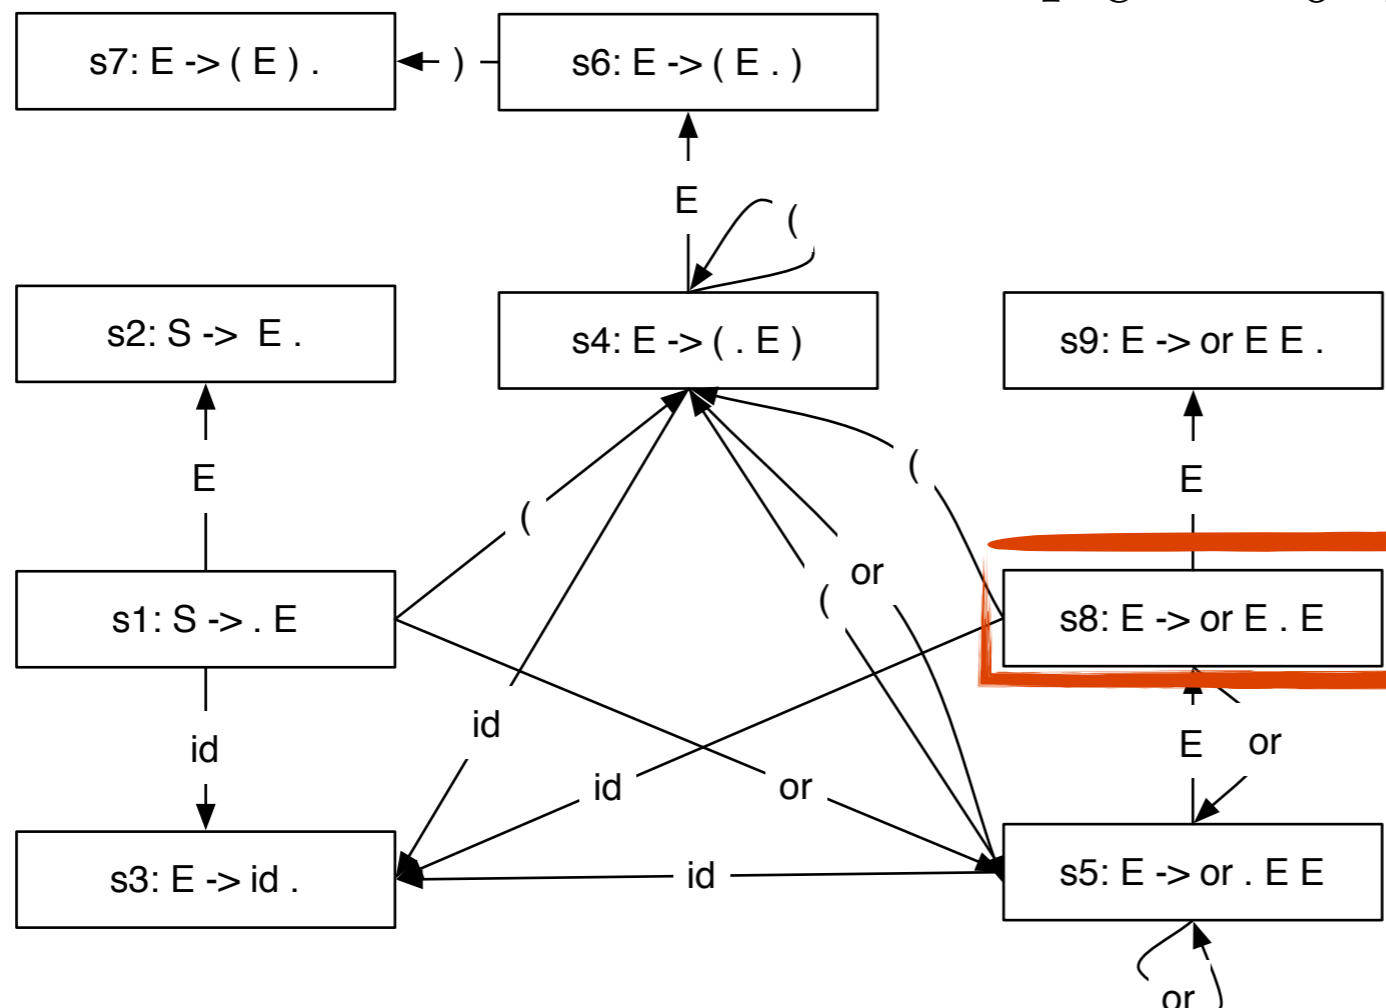 s7: E -> ( E ) .
)
s6: E -> ( E . )
E
(
s2: S -> E .
s4: E -> ( . E )
s9: E -> or E E .
E
(
E
(
or
(
s1: S -> . E
s8: E -> or E . E
id
id
id
or
E
or
s3: E -> id .
id
s5: E -> or . E E
or